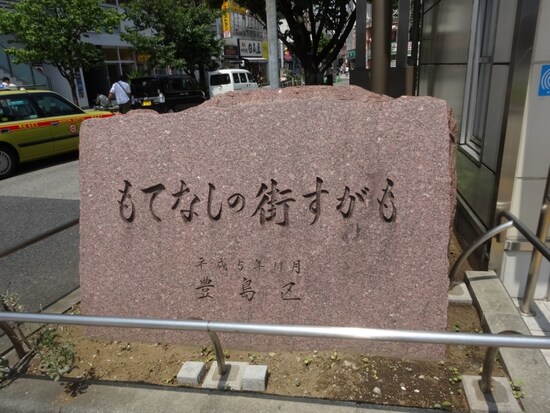 もてなしの街すがも
平成5年11月
豊島区